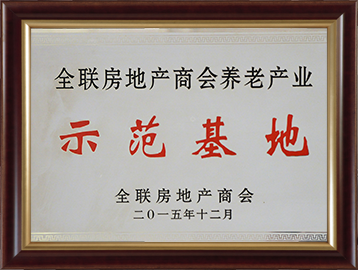 全联房地产商会养老产业
示范基地
全联房地产商会
二〇一五年十二月